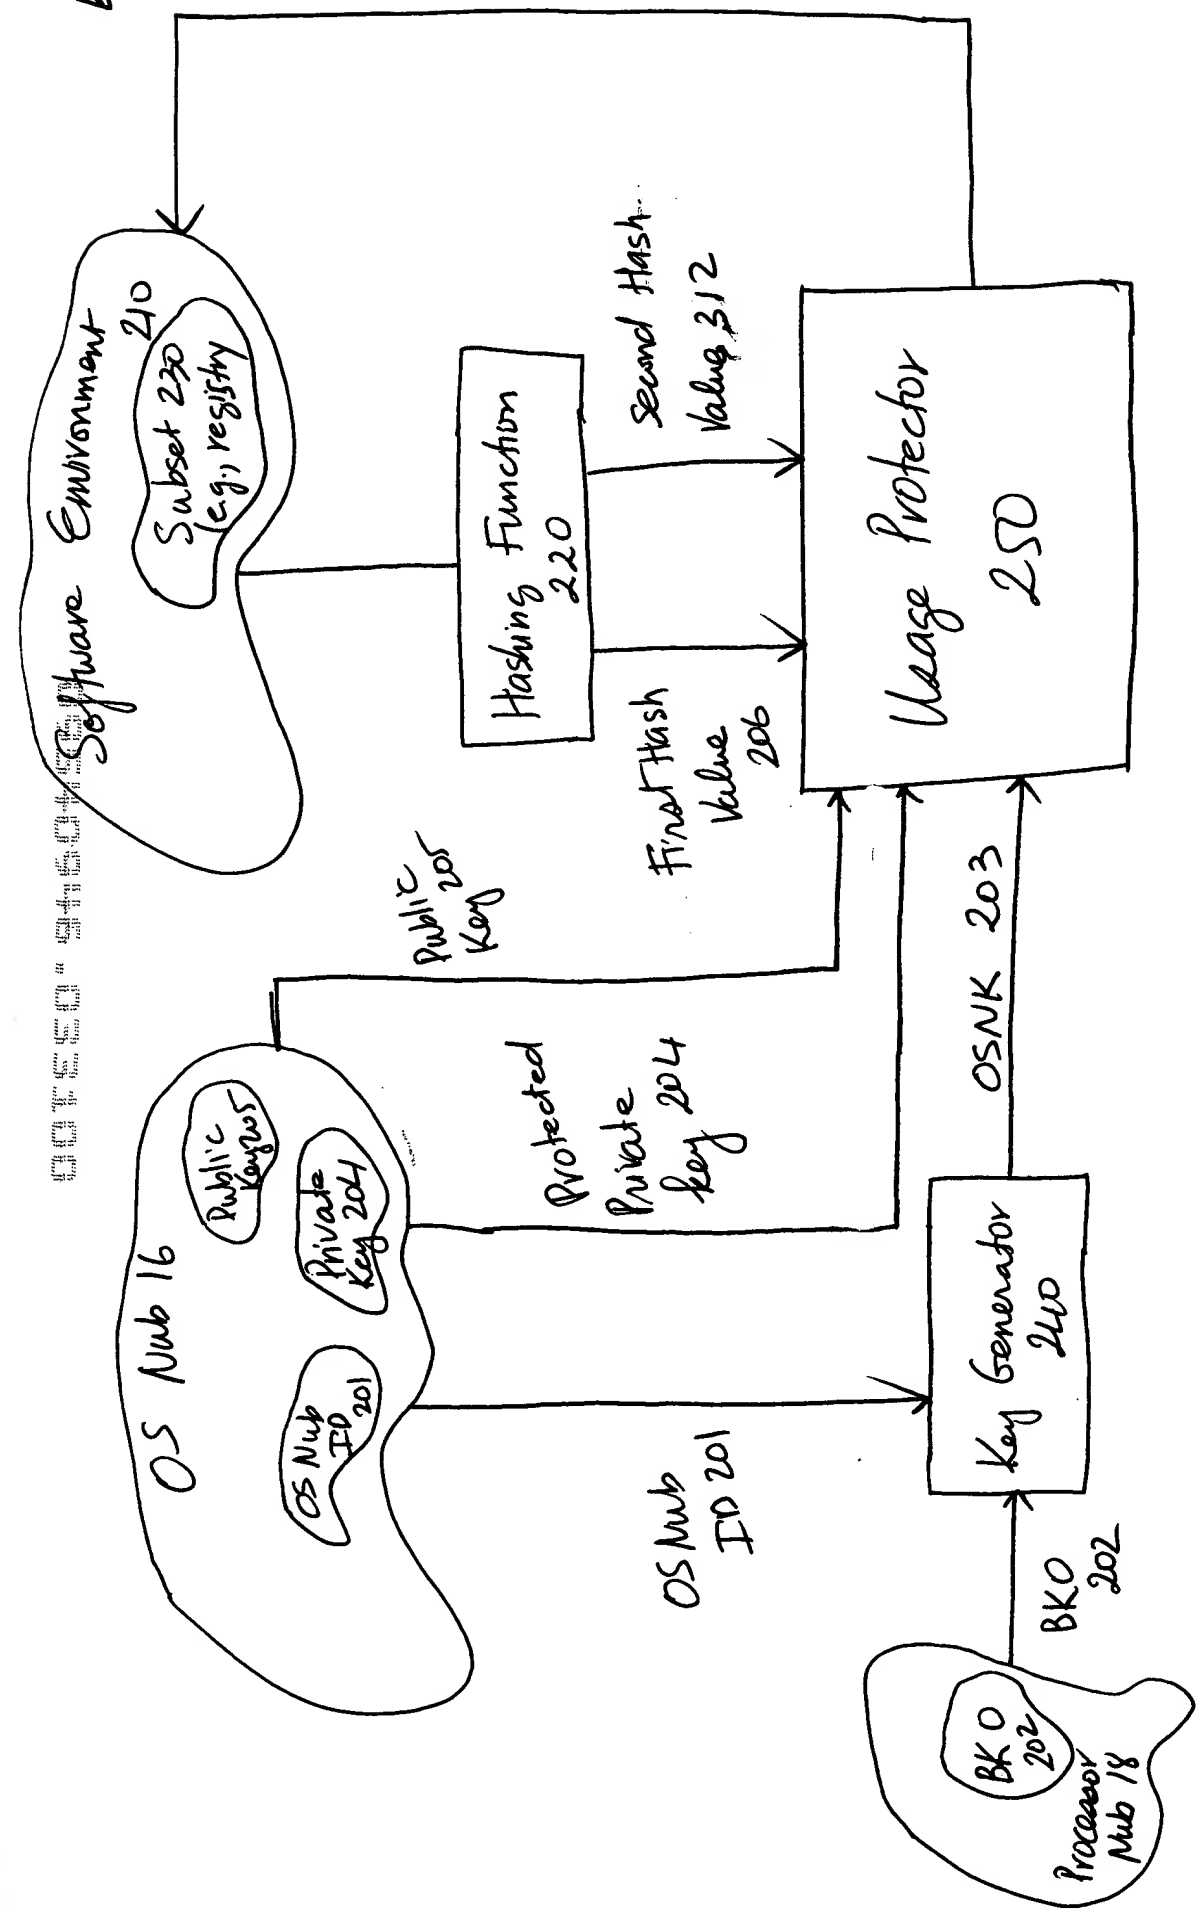 OS Nub 16
OS Nub
ID 201
Public
Key 205
Private
Key 204
Software Environment
210
Subset 230
(e.g., registry
Public
Key 205
Protected
Private
Key 204
OS Nub
ID 201
Hashing Function
220
First Hash
Value
206
Second Hash
Value 312
BKO
202
Processor
Nub 18
BKO
202
Key Generator
240
OSNK 203
Usage Protector
250